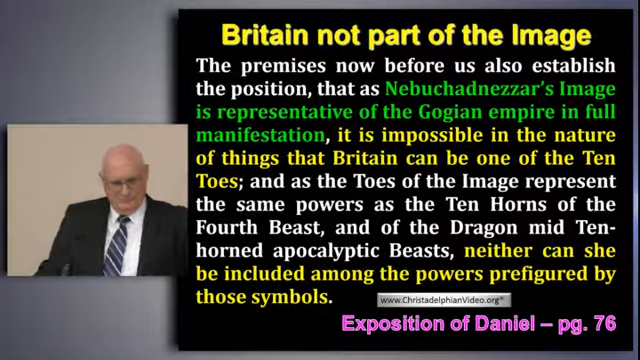 Britain not part of the Image
The premises now before us also establish
the position, that as Nebuchadnezzar's Image
is representative of the Gogian empire in full
manifestation, it is impossible in the nature
of things that Britain can be one of the Ten
Toes; and as the Toes of the Image represent
the same powers as the Ten Horns of the
Fourth Beast, and of the Dragon mid Ten-
horned apocalyptic Beasts, neither can she
be included among the powers prefigured by
those symbols.
www.ChristadelphianVideo.org®
Exposition of Daniel – pg. 76